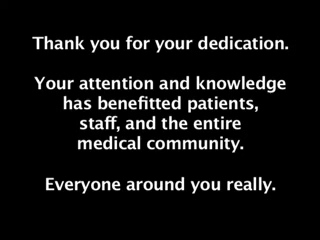 Thank you for your dedication.
Your attention and knowledge
has benefitted patients,
staff, and the entire
medical community.
Everyone around you really.